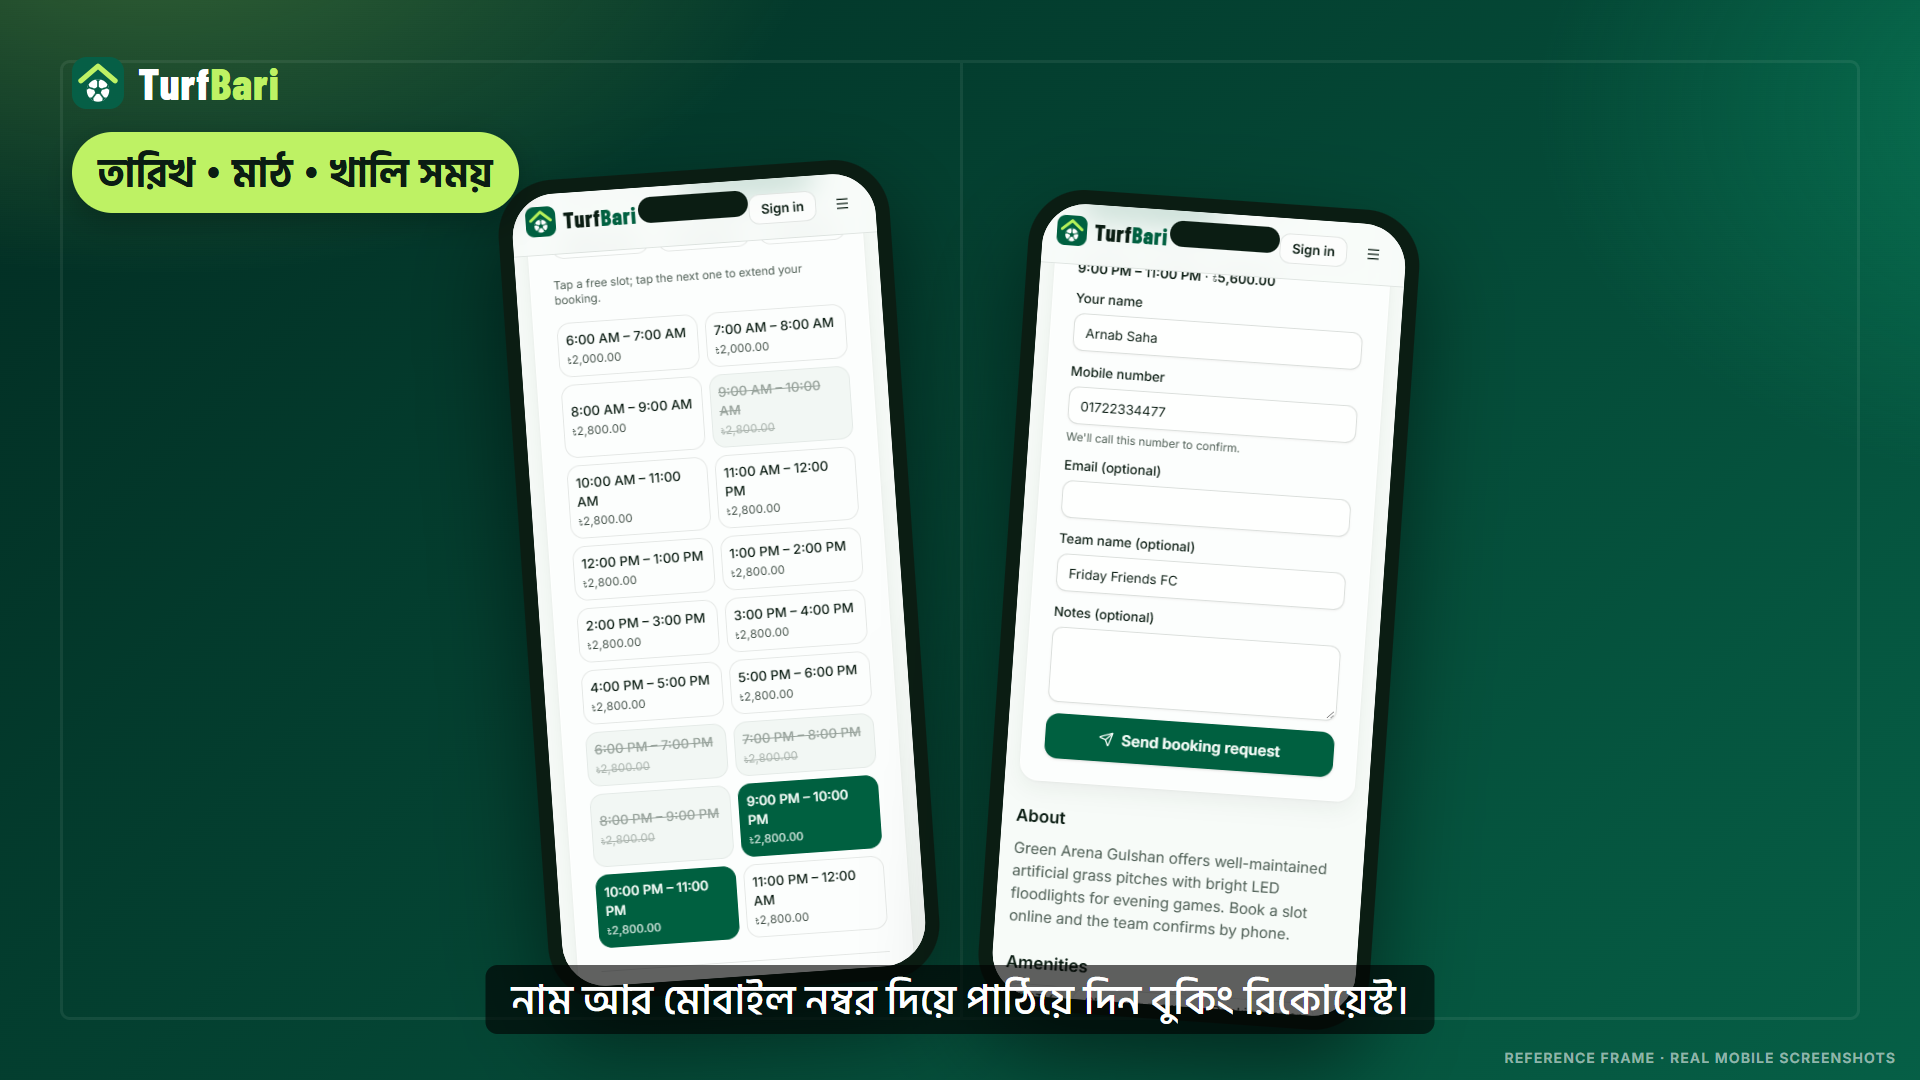 TurfBari
তারিখ • মাঠ • খালি সময়
TurfBari
Sign in
Tap a free slot; tap the next one to extend your
booking.
6:00 AM – 7:00 AM
৳2,000.00
7:00 AM – 8:00 AM
৳2,000.00
8:00 AM – 9:00 AM
৳2,800.00
9:00 AM – 10:00
AM
৳2,800.00
10:00 AM – 11:00
AM
৳2,800.00
11:00 AM – 12:00
PM
৳2,800.00
12:00 PM – 1:00 PM
৳2,800.00
1:00 PM – 2:00 PM
৳2,800.00
2:00 PM – 3:00 PM
৳2,800.00
3:00 PM – 4:00 PM
৳2,800.00
4:00 PM – 5:00 PM
৳2,800.00
5:00 PM – 6:00 PM
৳2,800.00
6:00 PM – 7:00 PM
৳2,800.00
7:00 PM – 8:00 PM
৳2,800.00
8:00 PM – 9:00 PM
৳2,800.00
9:00 PM – 10:00
PM
৳2,800.00
10:00 PM – 11:00
PM
৳2,800.00
11:00 PM – 12:00
AM
৳2,800.00
TurfBari
Sign in
9:00 PM – 11:00 PM · ৳5,600.00
Your name
Arnab Saha
Mobile number
01722334477
We'll call this number to confirm.
Email (optional)
Team name (optional)
Friday Friends FC
Notes (optional)
Send booking request
About
Green Arena Gulshan offers well-maintained
artificial grass pitches with bright LED
floodlights for evening games. Book a slot
online and the team confirms by phone.
Amenities
নাম আর মোবাইল নম্বর দিয়ে পাঠিয়ে দিন বুকিং রিকোয়েস্ট।
REFERENCE FRAME · REAL MOBILE SCREENSHOTS